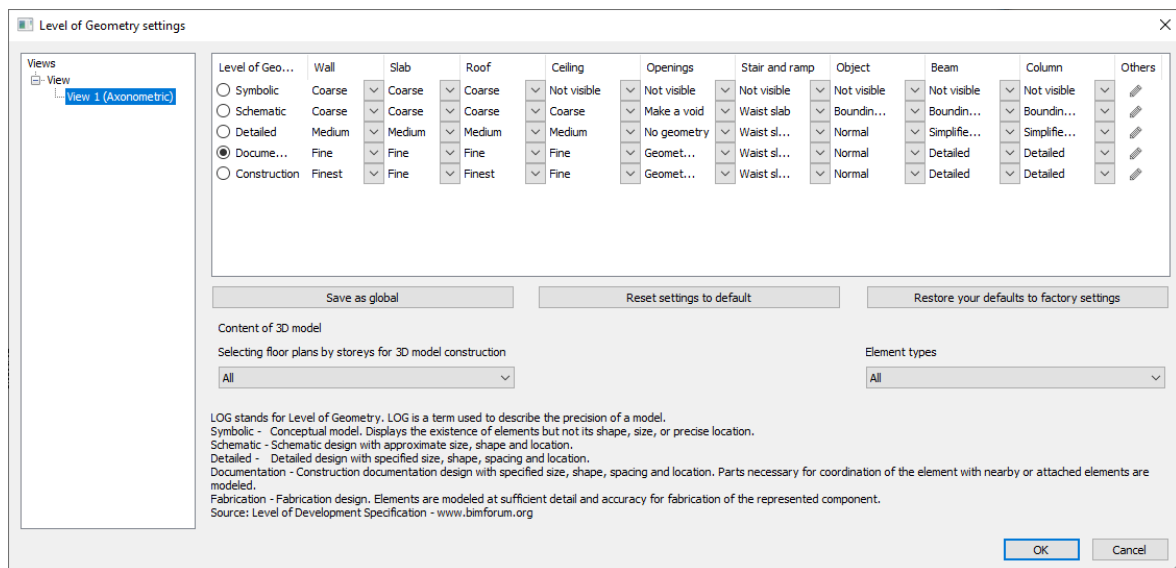 Level of Geometry settings
Views
View
View 1 (Axonometric)
Level of Geo... Wall Slab Roof Ceiling Openings Stair and ramp Object Beam Column Others
Symbolic Coarse Coarse Coarse Not visible Not visible Not visible Not visible Not visible Not visible
Schematic Coarse Coarse Coarse Coarse Make a void Waist slab Boundin... Boundin... Boundin...
Detailed Medium Medium Medium Medium No geometry Waist sl... Normal Simplifie... Simplifie...
Docume... Fine Fine Fine Fine Geomet... Waist sl... Normal Detailed Detailed
Construction Finest Fine Finest Fine Geomet... Waist sl... Normal Detailed Detailed
Save as global Reset settings to default Restore your defaults to factory settings
Content of 3D model
Selecting floor plans by storeys for 3D model construction Element types
All All
LOG stands for Level of Geometry. LOG is a term used to describe the precision of a model.
Symbolic - Conceptual model. Displays the existence of elements but not its shape, size, or precise location.
Schematic - Schematic design with approximate size, shape and location.
Detailed - Detailed design with specified size, shape, spacing and location.
Documentation - Construction documentation design with specified size, shape, spacing and location. Parts necessary for coordination of the element with nearby or attached elements are
modeled.
Fabrication - Fabrication design. Elements are modeled at sufficient detail and accuracy for fabrication of the represented component.
Source: Level of Development Specification - www.bimforum.org
OK Cancel